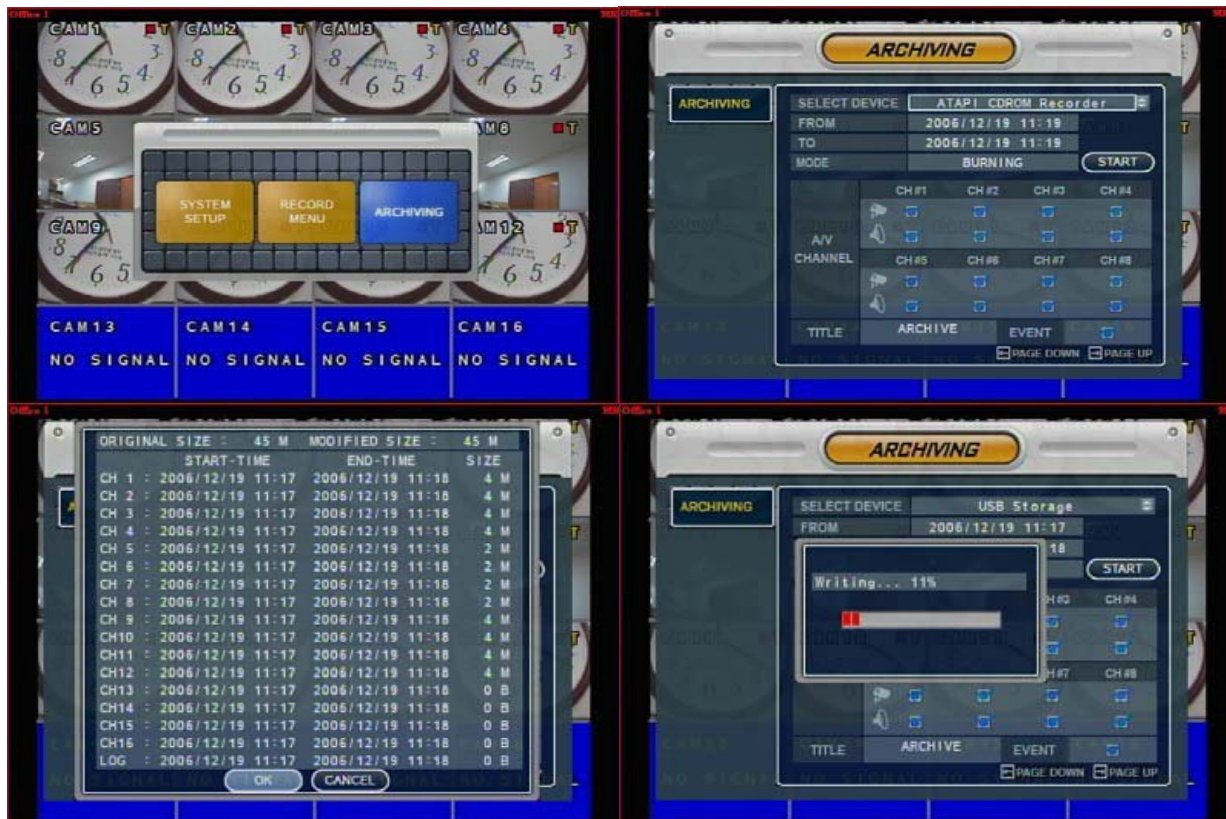 Office 1
CAM1 T CAM2 T CAM3 T CAM4 T
CAM5 CAM8 T
SYSTEM SETUP RECORD MENU ARCHIVING
CAM9 CAM12 T
CAM13 CAM14 CAM15 CAM16
NO SIGNAL NO SIGNAL NO SIGNAL NO SIGNAL
Office 1
ARCHIVING
ARCHIVING
SELECT DEVICE ATAPI CDROM Recorder
FROM 2006/12/19 11:19
TO 2006/12/19 11:19
MODE BURNING START
CH #1 CH #2 CH #3 CH #4
A/V CHANNEL
CH #5 CH #6 CH #7 CH #8
TITLE ARCHIVE EVENT
PAGE DOWN PAGE UP
Office 1
ORIGINAL SIZE : 45 M MODIFIED SIZE : 45 M
START-TIME END-TIME SIZE
CH 1 : 2006/12/19 11:17 2006/12/19 11:18 4 M
CH 2 : 2006/12/19 11:17 2006/12/19 11:18 4 M
CH 3 : 2006/12/19 11:17 2006/12/19 11:18 4 M
CH 4 : 2006/12/19 11:17 2006/12/19 11:18 4 M
CH 5 : 2006/12/19 11:17 2006/12/19 11:18 2 M
CH 6 : 2006/12/19 11:17 2006/12/19 11:18 2 M
CH 7 : 2006/12/19 11:17 2006/12/19 11:18 2 M
CH 8 : 2006/12/19 11:17 2006/12/19 11:18 2 M
CH 9 : 2006/12/19 11:17 2006/12/19 11:18 4 M
CH10 : 2006/12/19 11:17 2006/12/19 11:18 4 M
CH11 : 2006/12/19 11:17 2006/12/19 11:18 4 M
CH12 : 2006/12/19 11:17 2006/12/19 11:18 4 M
CH13 : 2006/12/19 11:17 2006/12/19 11:18 0 B
CH14 : 2006/12/19 11:17 2006/12/19 11:18 0 B
CH15 : 2006/12/19 11:17 2006/12/19 11:18 0 B
CH16 : 2006/12/19 11:17 2006/12/19 11:18 0 B
LOG : 2006/12/19 11:17 2006/12/19 11:18 0 B
OK CANCEL
Office 1
ARCHIVING
ARCHIVING
SELECT DEVICE USB Storage
FROM 2006/12/19 11:17
18
START
Writing... 11%
H #3 CH #4
H #7 CH #8
TITLE ARCHIVE EVENT
PAGE DOWN PAGE UP